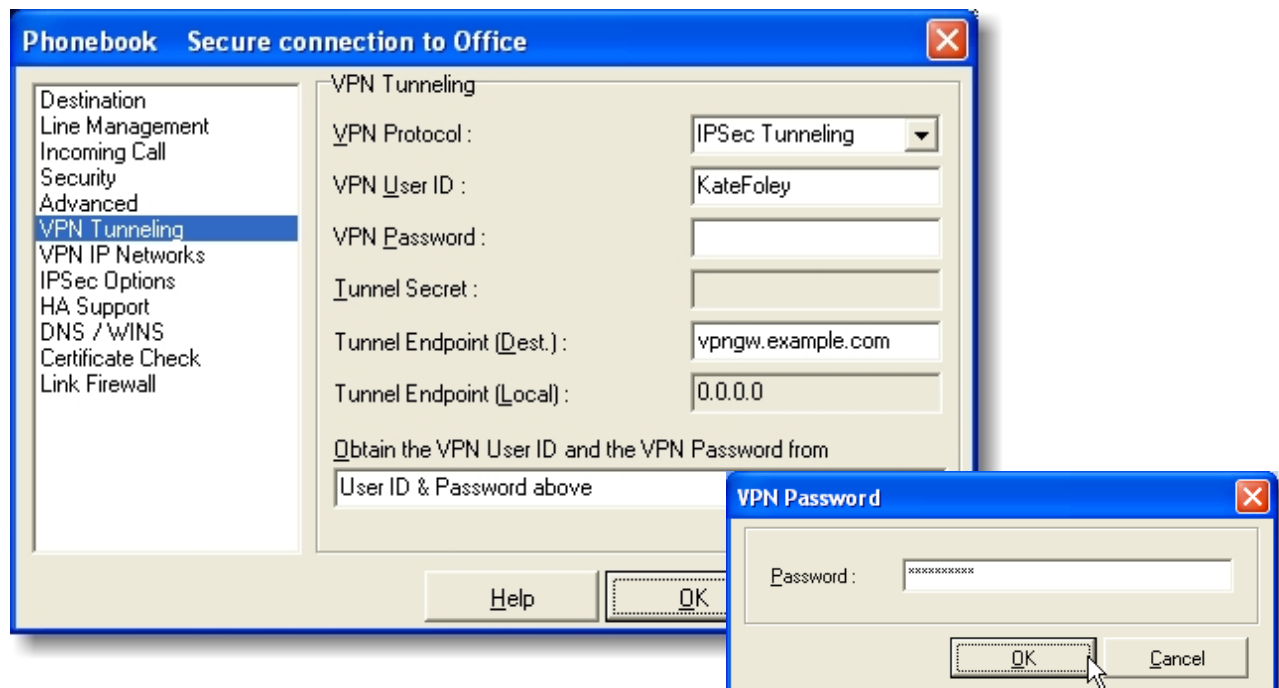 Phonebook Secure connection to Office
Destination
Line Management
Incoming Call
Security
Advanced
VPN Tunneling
VPN IP Networks
IPSec Options
HA Support
DNS / WINS
Certificate Check
Link Firewall
VPN Tunneling
VPN Protocol :
IPSec Tunneling
VPN User ID :
KateFoley
VPN Password :
Tunnel Secret :
Tunnel Endpoint (Dest.) :
vpngw.example.com
Tunnel Endpoint (Local) :
0.0.0.0
Obtain the VPN User ID and the VPN Password from
User ID & Password above
Help
OK
VPN Password
Password :
××××××××××
OK
Cancel